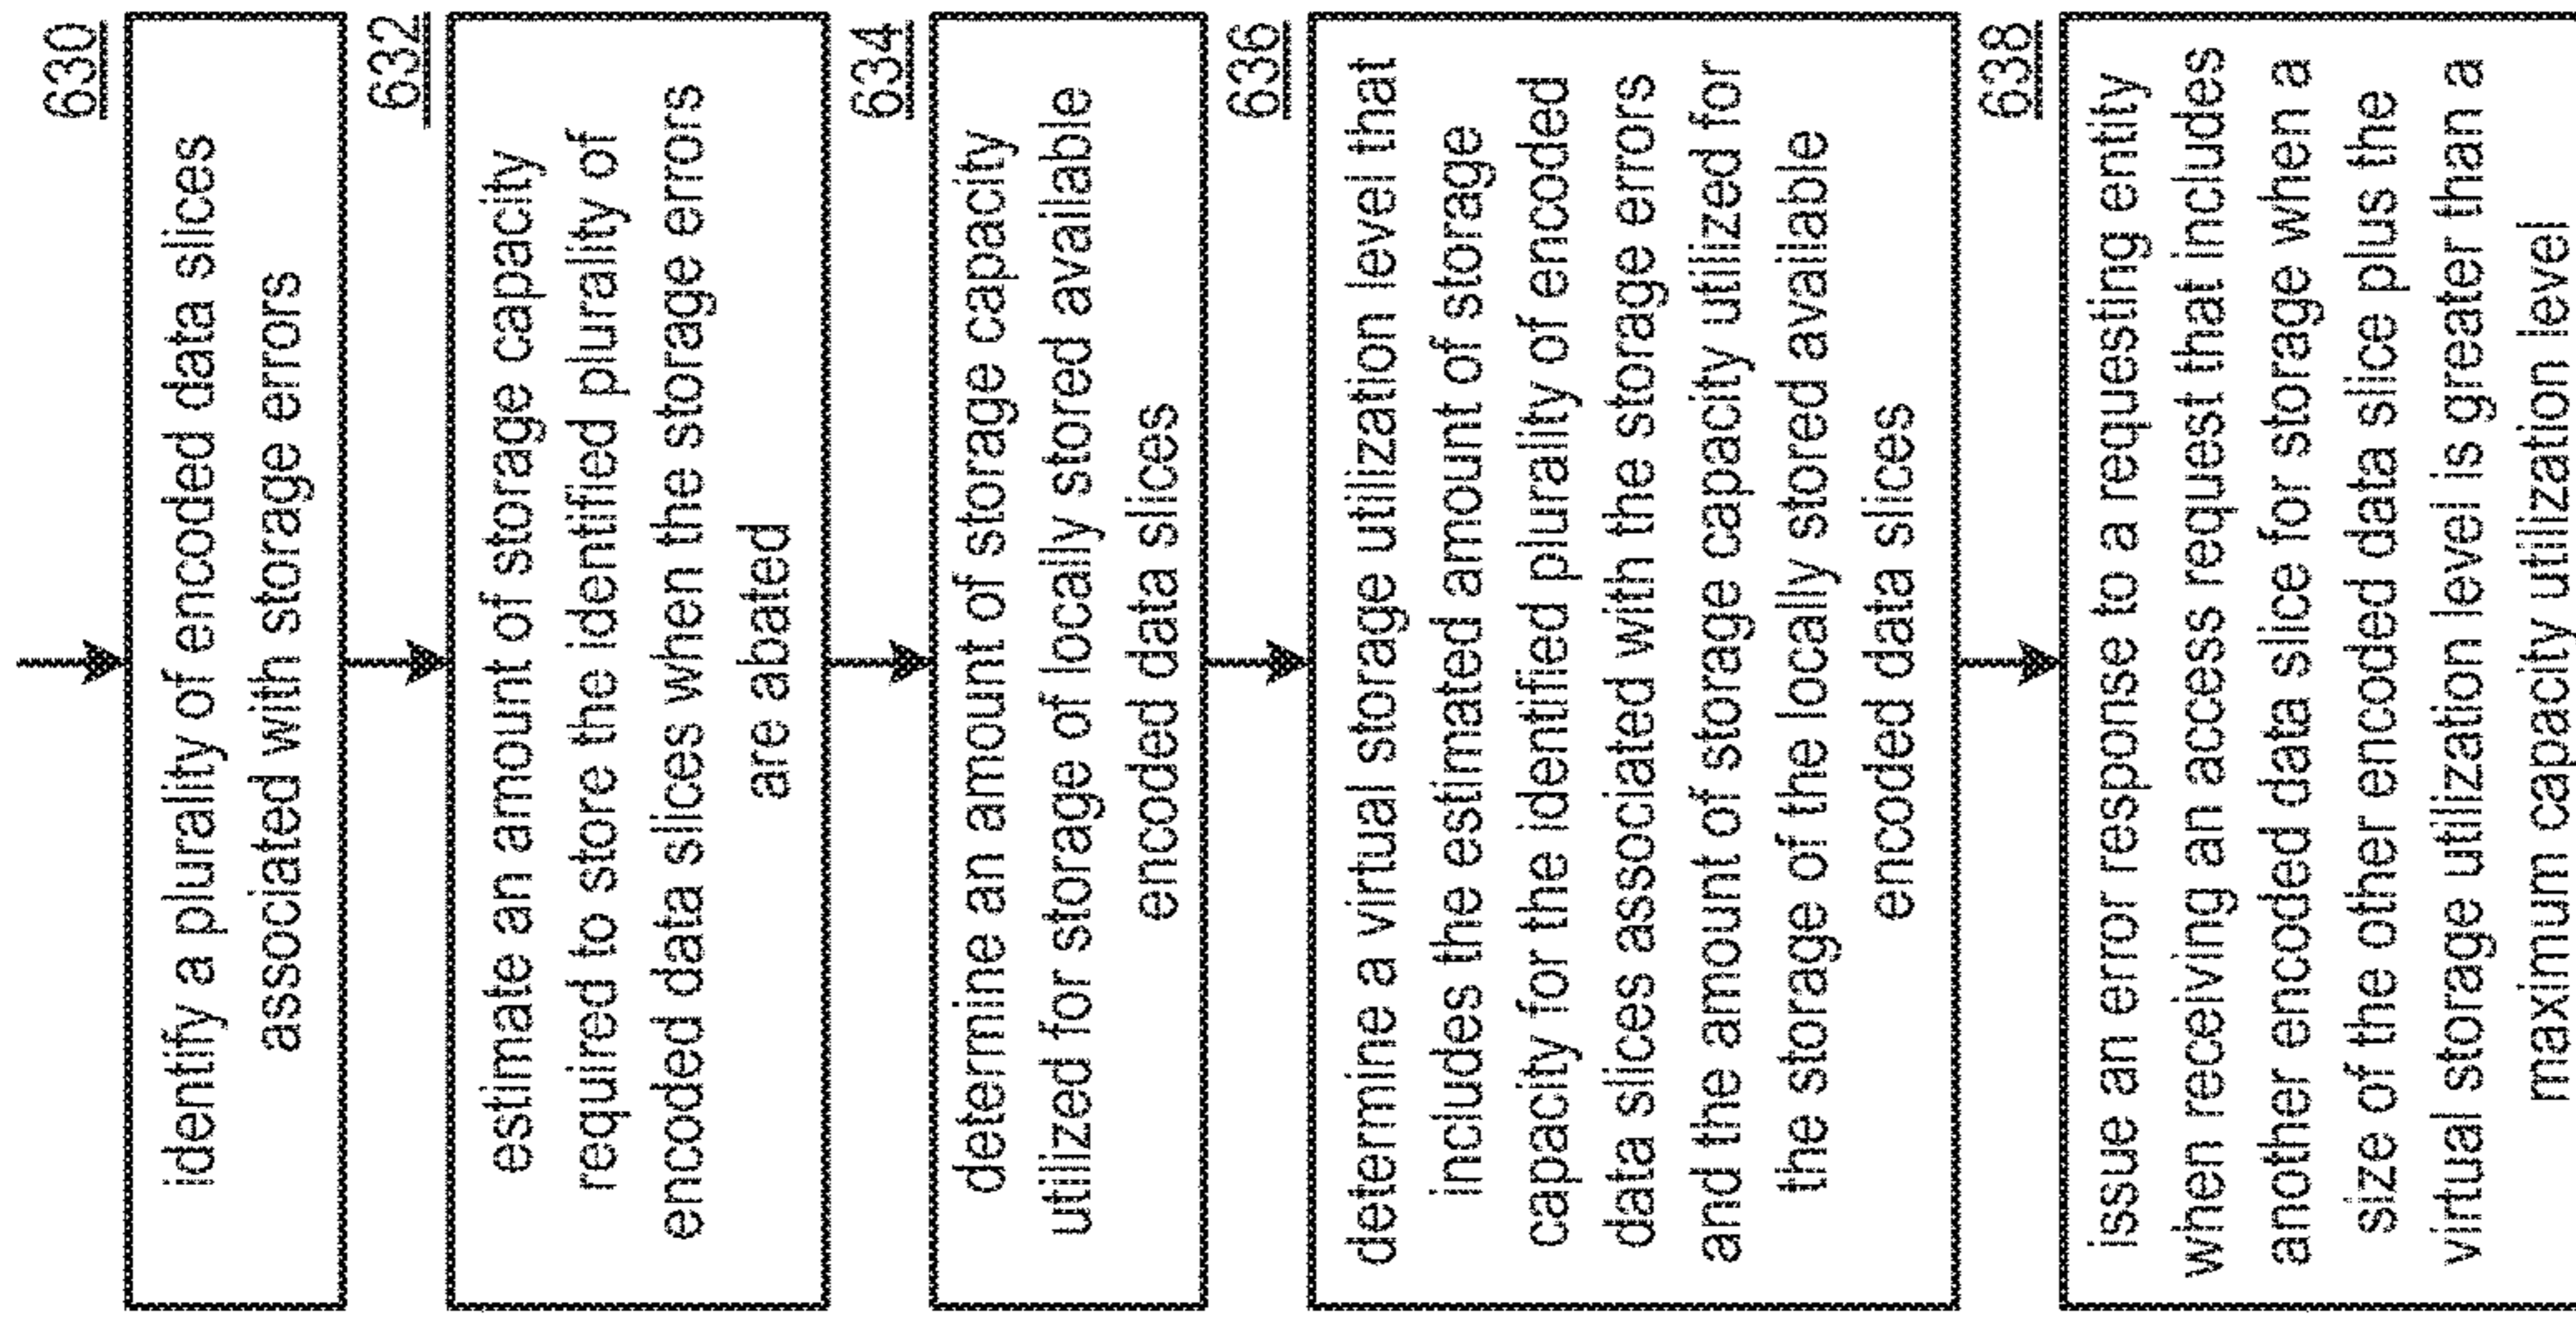 630
identify a plurality of encoded data slices
associated with storage errors
632
estimate an amount of storage capacity
required to store the identified plurality of
encoded data slices when the storage errors
are abated
634
determine an amount of storage capacity
utilized for storage of locally stored available
encoded data slices
636
determine a virtual storage utilization level that
includes the estimated amount of storage
capacity for the identified plurality of encoded
data slices associated with the storage errors
and the amount of storage capacity utilized for
the storage of the locally stored available
encoded data slices
638
issue an error response to a requesting entity
when receiving an access request that includes
another encoded data slice for storage when a
size of the other encoded data slice plus the
virtual storage utilization level is greater than a
maximum capacity utilization level